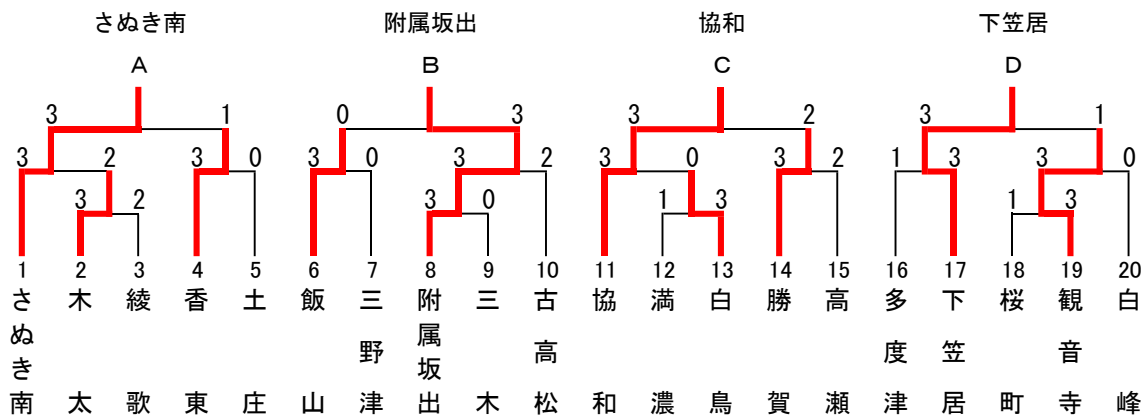 さぬき南 附属坂出 協和 下笠居
A B C D
3 1 0 3 3 2 3 1
3 2 3 0 3 0 3 2 3 0 3 2 1 3 3 0
3 2 3 0 1 3 1 3
1 2 3 4 5 6 7 8 9 10 11 12 13 14 15 16 17 18 19 20
さぬき南
木太
綾歌
香東
土庄
飯山
三野津
附属坂出
三木
古高松
協和
満濃
白鳥
勝賀
高瀬
多度津
下笠居
桜町
観音寺
白峰